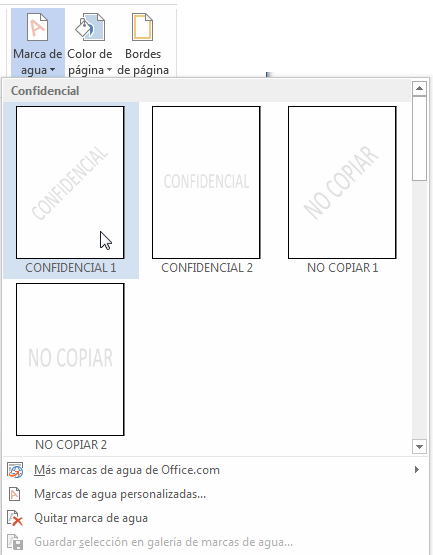 Marca de agua
Color de página
Bordes de página
Confidencial
CONFIDENCIAL
CONFIDENCIAL
NO COPIAR
CONFIDENCIAL 1
CONFIDENCIAL 2
NO COPIAR 1
NO COPIAR
NO COPIAR 2
Más marcas de agua de Office.com
Marcas de agua personalizadas...
Quitar marca de agua
Guardar selección en galería de marcas de agua...